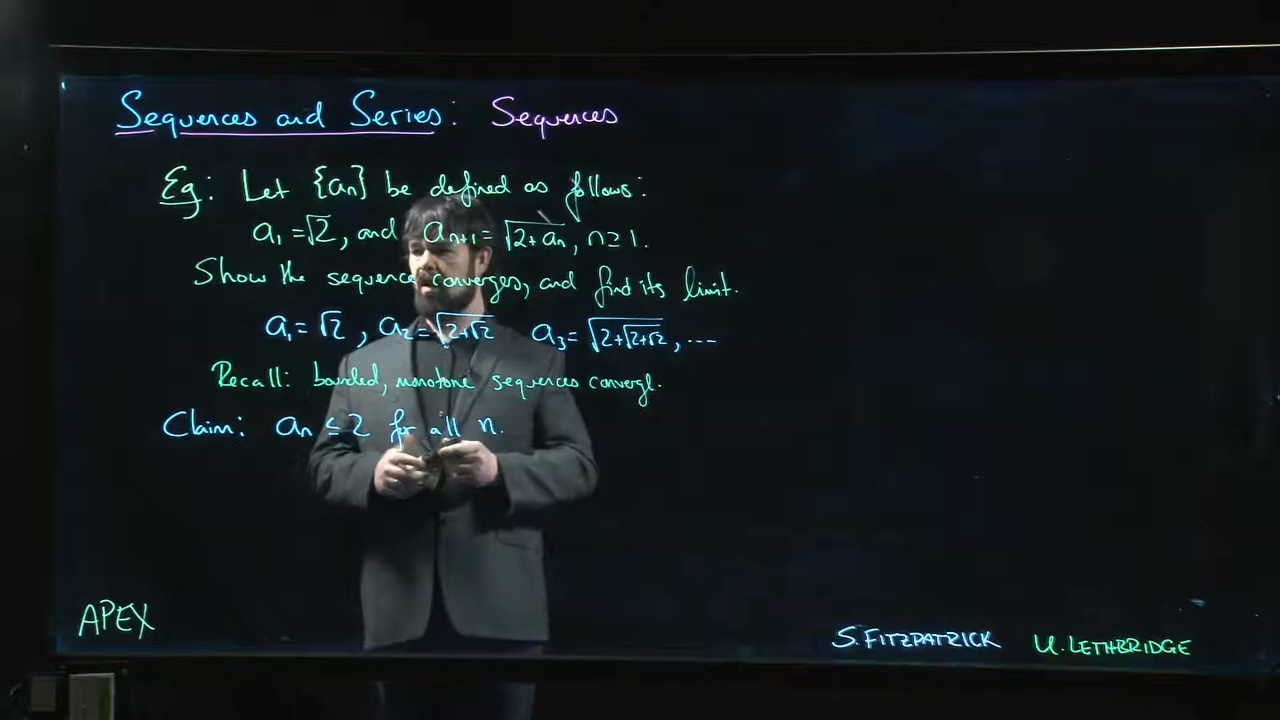 Sequences and Series: Sequences
Eg: Let {aₙ} be defined as follows:
a₁ = √2, and aₙ₊₁ = √(2+aₙ), n ≥ 1.
Show the sequence converges, and find its limit.
a₁ = √2, a₂ = √(2+√2) a₃ = √(2+√(2+√2)), ...
Recall: bounded, monotone sequences converge.
Claim: aₙ ≤ 2 for all n.
APEX
S. FITZPATRICK U. LETHBRIDGE